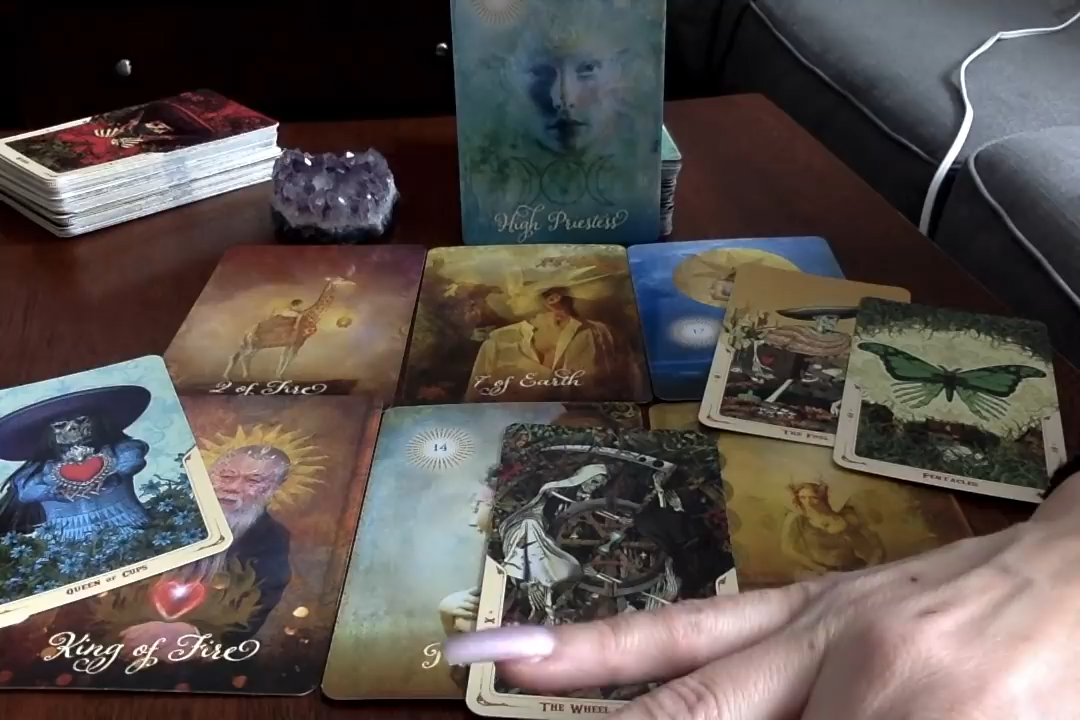 High Priestess
2 of Fire
7 of Earth
17
THE FOOL
PENTACLES
QUEEN OF CUPS
King of Fire
14
X
THE WHEEL